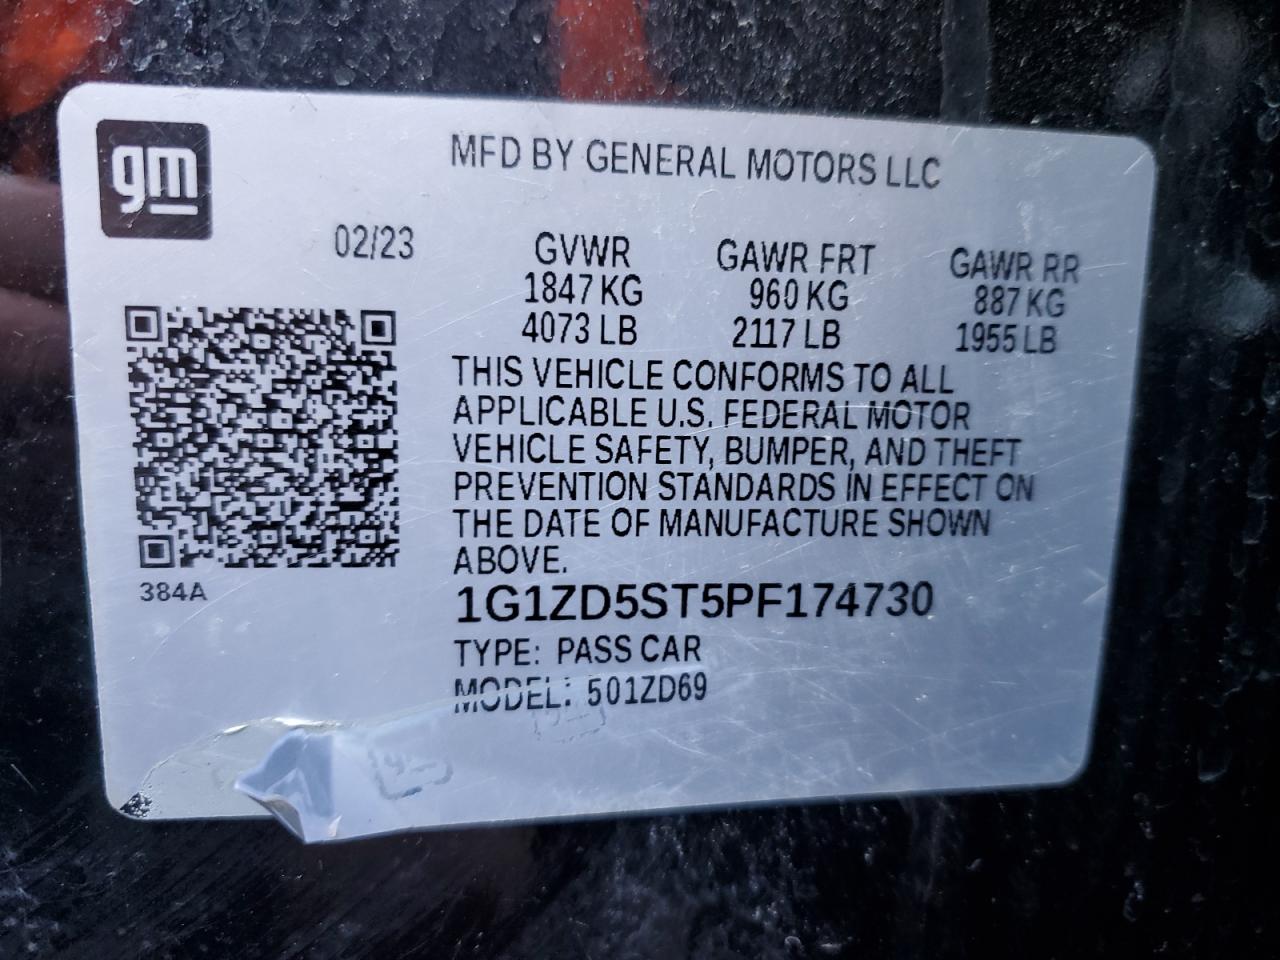 gm
MFD BY GENERAL MOTORS LLC
02/23
GVWR GAWR FRT GAWR RR
1847 KG 960 KG 887 KG
4073 LB 2117 LB 1955 LB
THIS VEHICLE CONFORMS TO ALL
APPLICABLE U.S. FEDERAL MOTOR
VEHICLE SAFETY, BUMPER, AND THEFT
PREVENTION STANDARDS IN EFFECT ON
THE DATE OF MANUFACTURE SHOWN
ABOVE.
384A
1G1ZD5ST5PF174730
TYPE: PASS CAR
MODEL: 501ZD69